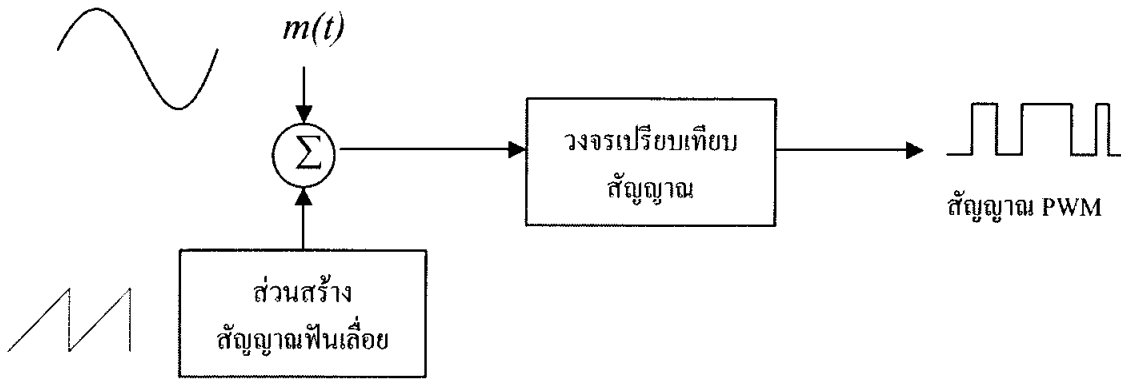 m(t)
Σ
วงจรเปรียบเทียบ
สัญญาณ
สัญญาณ PWM
ส่วนสร้าง
สัญญาณฟันเลื่อย